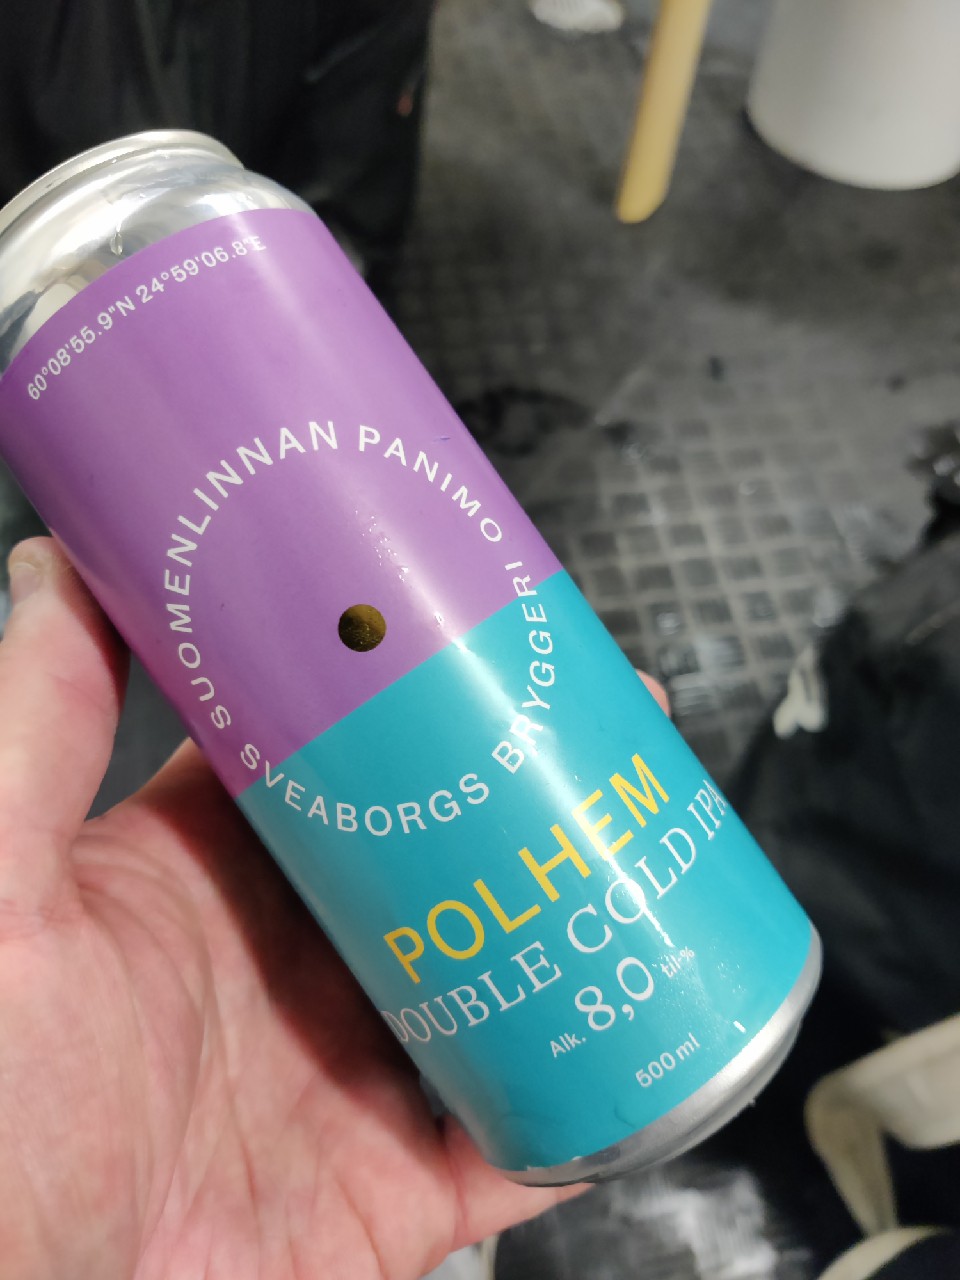 60°08'55.9"N 24°59'06.8"E
SUOMENLINNAN PANIMO
SVEABORGS BRYGGERI
POLHEM
DOUBLE COLD IPA
Alk. 8,0 til-%
500 ml